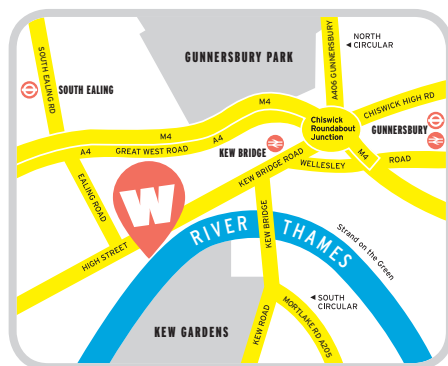 NORTH
CIRCULAR
A406 GUNNERSBURY
SOUTH EALING RD
GUNNERSBURY PARK
SOUTH EALING
M4
CHISWICK HIGH RD
Chiswick
Roundabout
Junction
GUNNERSBURY
M4
A4
A4
GREAT WEST ROAD
KEW BRIDGE
M4
KEW BRIDGE ROAD
WELLESLEY
ROAD
EALING ROAD
W
HIGH STREET
KEW BRIDGE
RIVER THAMES
Strand on the Green
SOUTH
CIRCULAR
KEW GARDENS
KEW ROAD
MORTLAKE RD A205